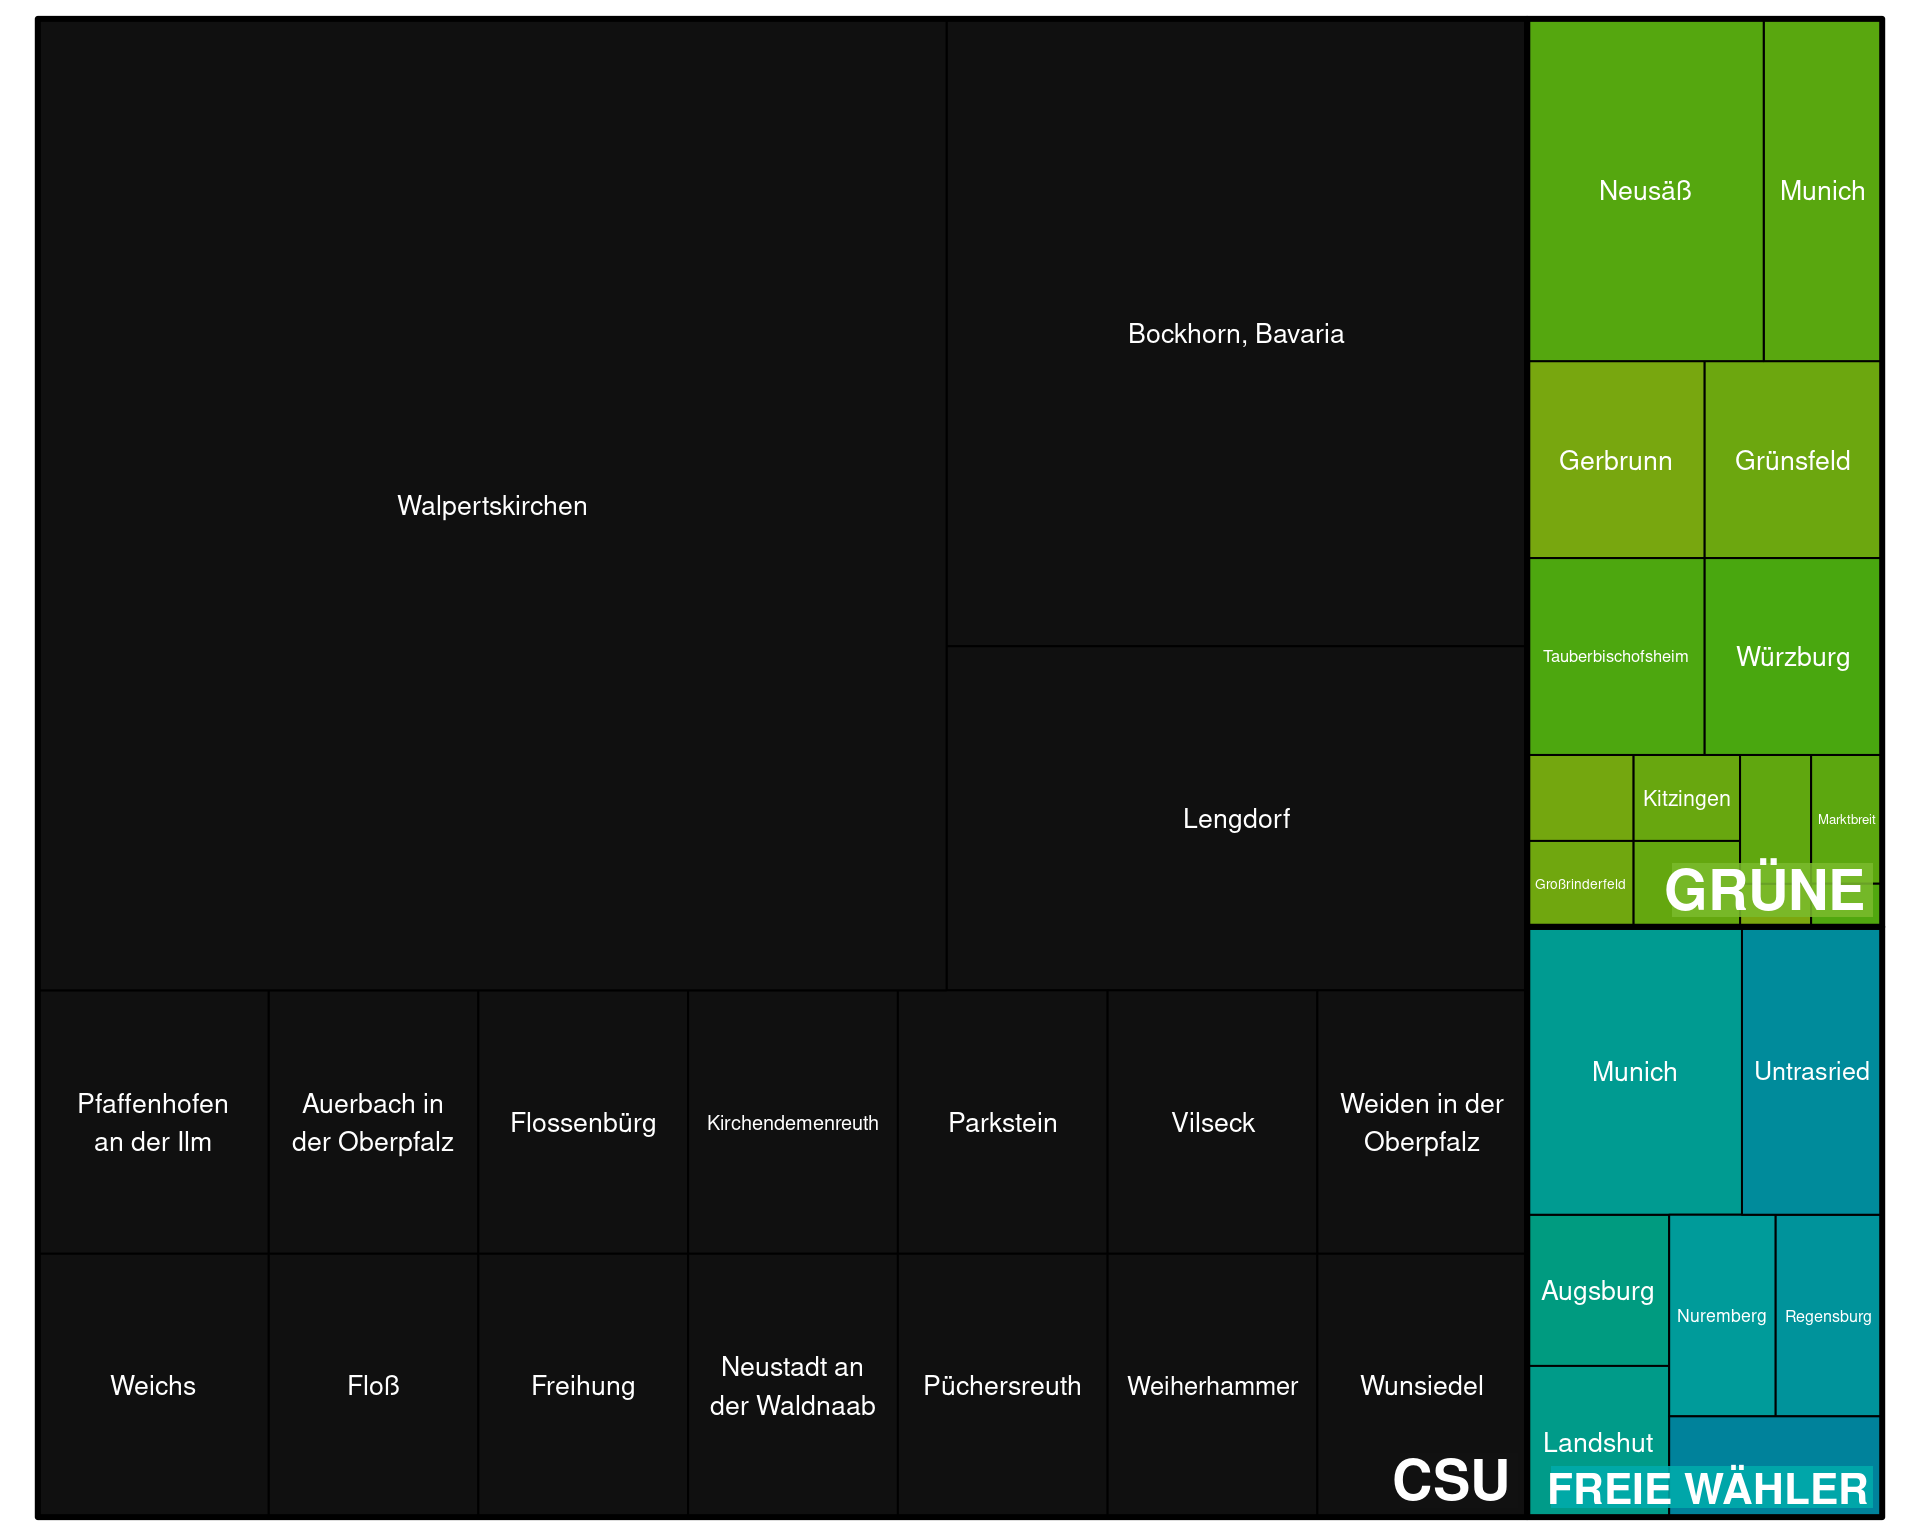 Walpertskirchen
Bockhorn, Bavaria
Lengdorf
Pfaffenhofen
an der Ilm
Auerbach in
der Oberpfalz
Flossenbürg
Kirchendemenreuth
Parkstein
Vilseck
Weiden in der
Oberpfalz
Weichs
Floß
Freihung
Neustadt an
der Waldnaab
Püchersreuth
Weiherhammer
Wunsiedel
CSU
Neusäß
Munich
Gerbrunn
Grünsfeld
Tauberbischofsheim
Würzburg
Kitzingen
Marktbreit
Großrinderfeld
GRÜNE
Munich
Untrasried
Augsburg
Nuremberg
Regensburg
Landshut
FREIE WÄHLER